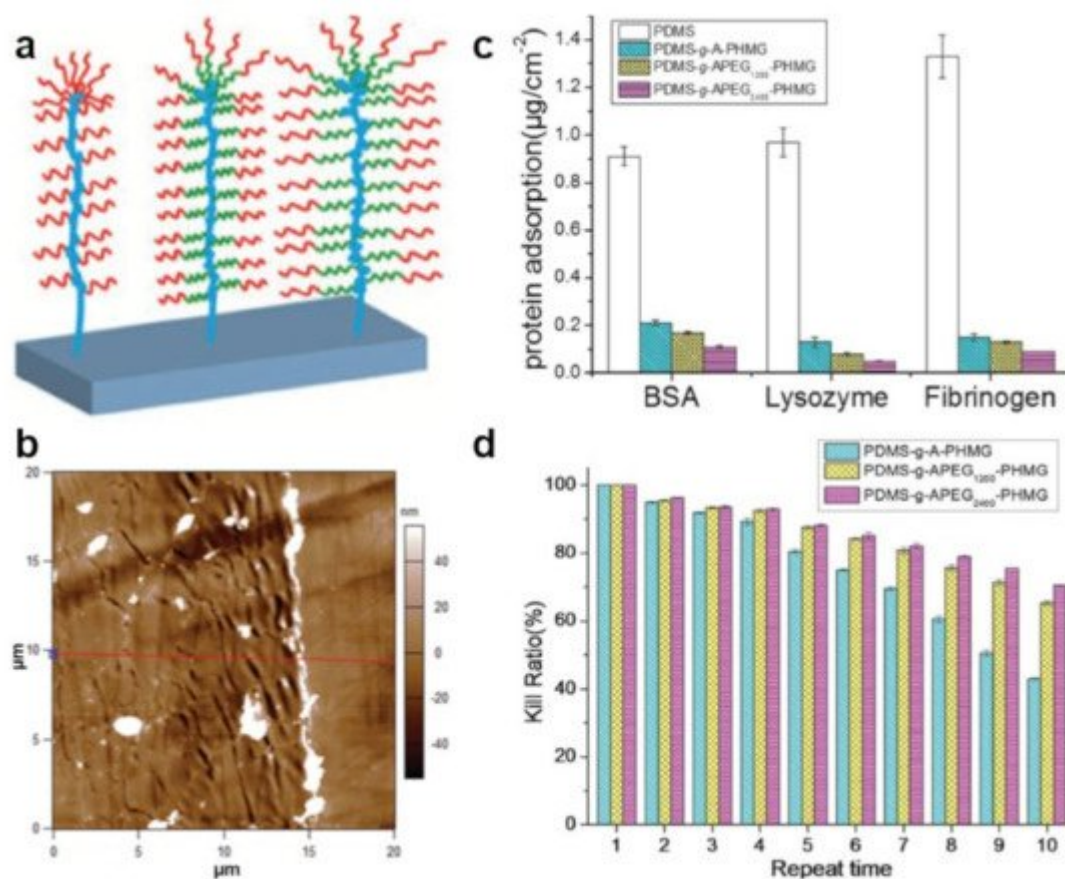 a
b
20
15
10
5
0
µm
0
5
10
15
20
µm
nm
40
20
0
-20
-40
c
PDMS
PDMS-g-A-PHMG
PDMS-g-APEG1200-PHMG
PDMS-g-APEG2400-PHMG
protein adsorption(µg/cm-2)
1.4
1.2
1.0
0.8
0.6
0.4
0.2
0.0
BSA Lysozyme Fibrinogen
d
PDMS-g-A-PHMG
PDMS-g-APEG1200-PHMG
PDMS-g-APEG2400-PHMG
Kill Ratio(%)
100
80
60
40
20
0
1 2 3 4 5 6 7 8 9 10
Repeat time